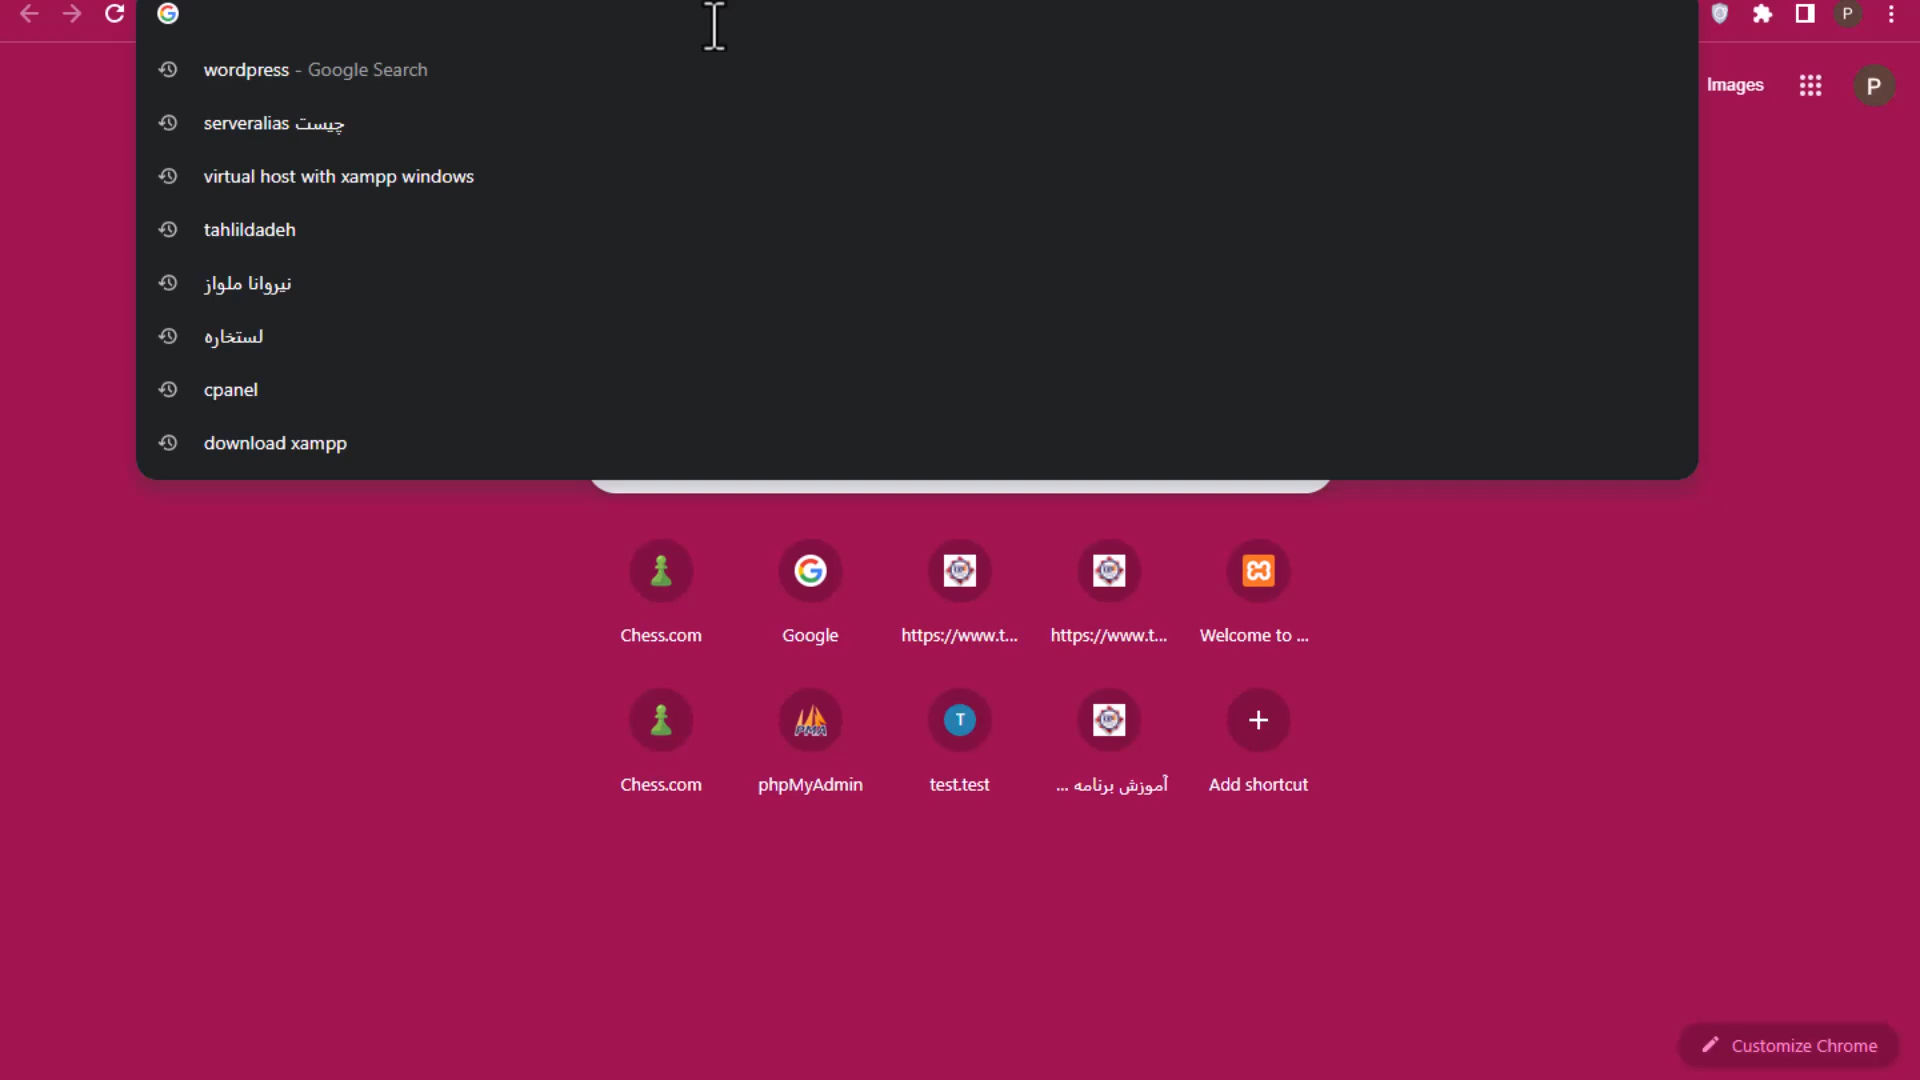 P
wordpress - Google Search
Images
P
serveralias چیست
virtual host with xampp windows
tahlildadeh
نیروانا ملواز
لستخاره
cpanel
download xampp
Chess.com
Google
https://www.t...
https://www.t...
Welcome to ...
PMA
T
Chess.com
phpMyAdmin
test.test
آموزش برنامه ...
Add shortcut
Customize Chrome